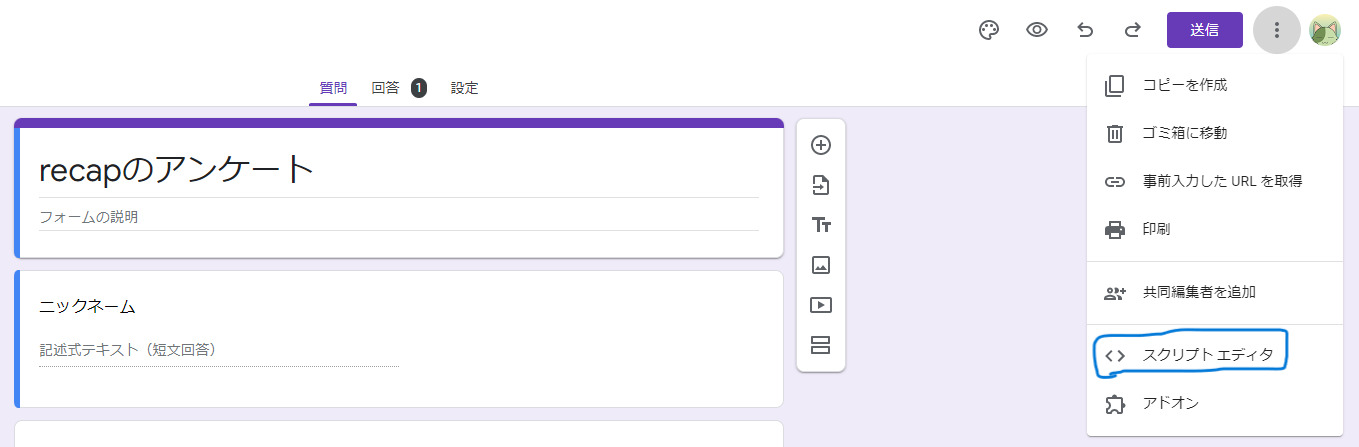 送信
質問 回答 1 設定
recapのアンケート
フォームの説明
ニックネーム
記述式テキスト（短文回答）
コピーを作成
ゴミ箱に移動
事前入力した URL を取得
印刷
共同編集者を追加
スクリプト エディタ
アドオン